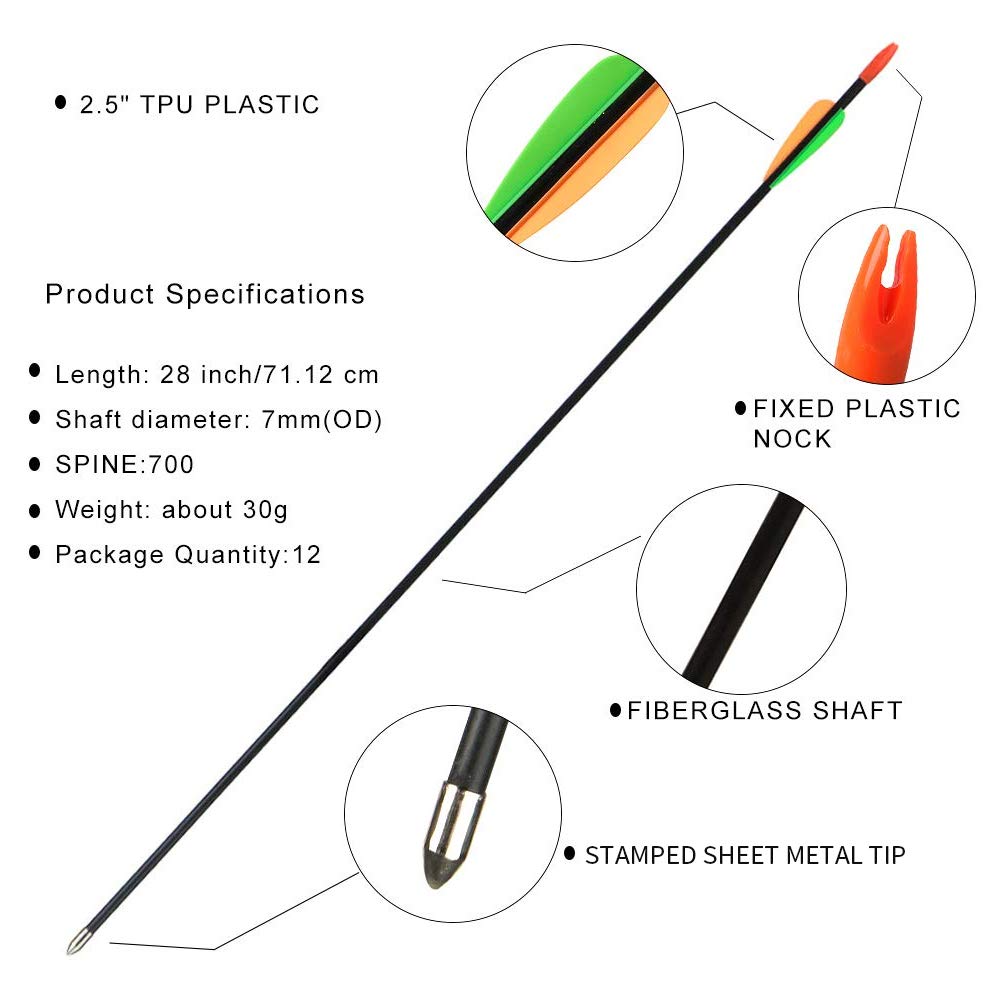 2.5" TPU PLASTIC
Product Specifications
Length: 28 inch/71.12 cm
Shaft diameter: 7mm(OD)
SPINE:700
Weight: about 30g
Package Quantity:12
FIXED PLASTIC
NOCK
FIBERGLASS SHAFT
STAMPED SHEET METAL TIP